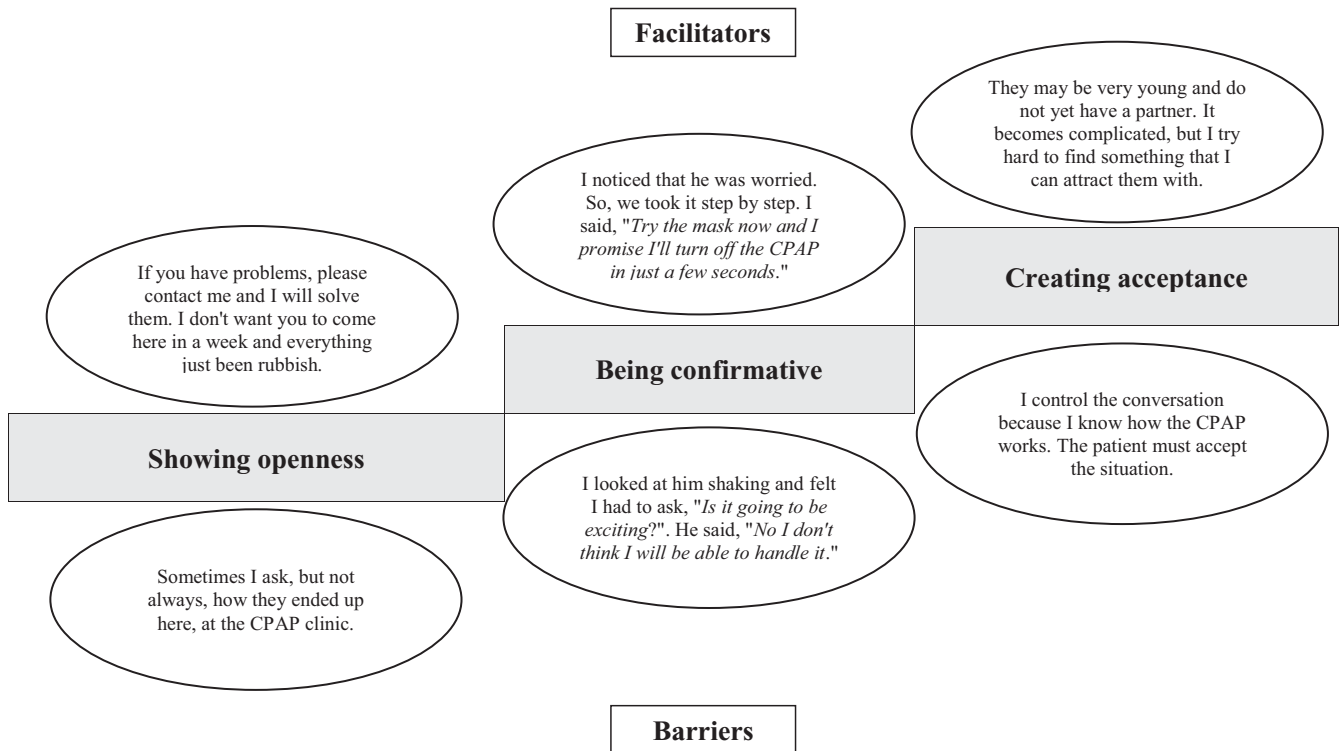 Facilitators
They may be very young and do
not yet have a partner. It
becomes complicated, but I try
hard to find something that I
can attract them with.
I noticed that he was worried.
So, we took it step by step. I
said, "Try the mask now and I
promise I'll turn off the CPAP
in just a few seconds."
If you have problems, please
contact me and I will solve
them. I don't want you to come
here in a week and everything
just been rubbish.
Creating acceptance
Being confirmative
Showing openness
I control the conversation
because I know how the CPAP
works. The patient must accept
the situation.
I looked at him shaking and felt
I had to ask, "Is it going to be
exciting?". He said, "No I don't
think I will be able to handle it."
Sometimes I ask, but not
always, how they ended up
here, at the CPAP clinic.
Barriers